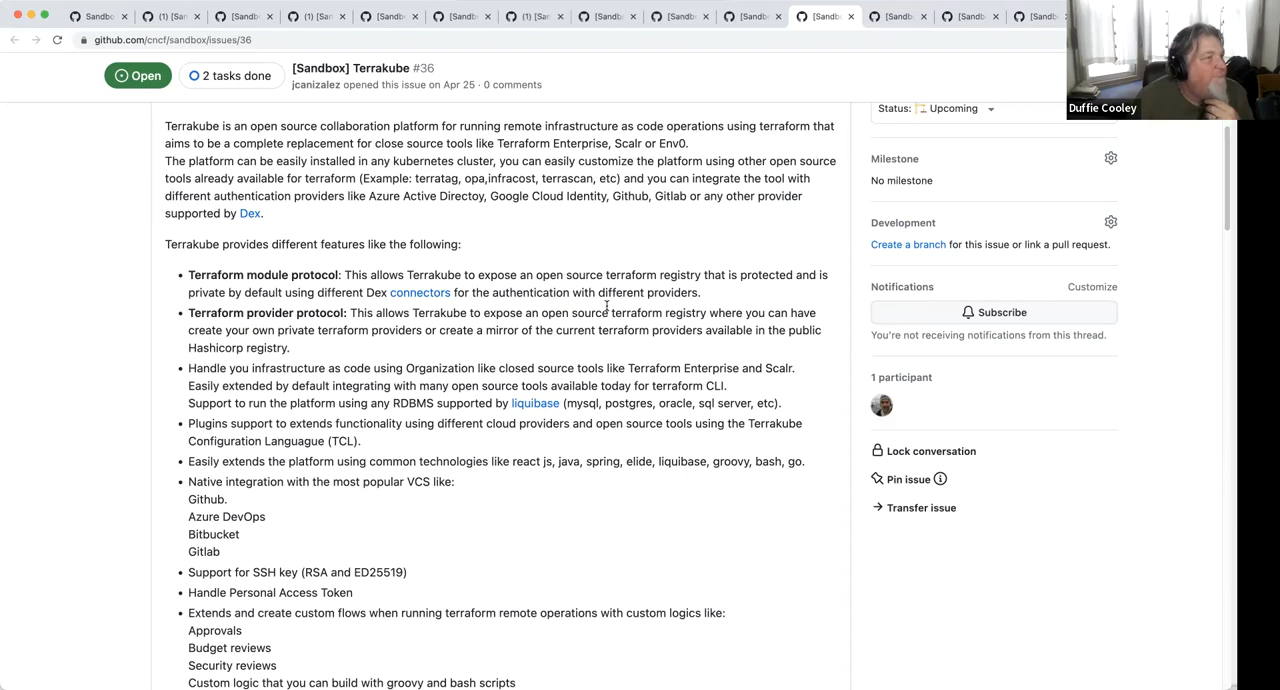 Sandbo
(1) [San
[Sandb
(1) [San
[Sandbc
[Sandb
(1) [San
[Sandb
[Sandb
[Sandb
[Sandb
[Sandb
[Sandb
[Sandb
github.com/cncf/sandbox/issues/36
Open
2 tasks done
[Sandbox] Terrakube #36
jcanizalez opened this issue on Apr 25 · 0 comments
Duffie Cooley
Terrakube is an open source collaboration platform for running remote infrastructure as code operations using terraform that
aims to be a complete replacement for close source tools like Terraform Enterprise, Scalr or Env0.
The platform can be easily installed in any kubernetes cluster, you can easily customize the platform using other open source
tools already available for terraform (Example: terratag, opa,infracost, terrascan, etc) and you can integrate the tool with
different authentication providers like Azure Active Directoy, Google Cloud Identity, Github, Gitlab or any other provider
supported by Dex.
Terrakube provides different features like the following:
• Terraform module protocol: This allows Terrakube to expose an open source terraform registry that is protected and is
private by default using different Dex connectors for the authentication with different providers.
• Terraform provider protocol: This allows Terrakube to expose an open source terraform registry where you can have
create your own private terraform providers or create a mirror of the current terraform providers available in the public
Hashicorp registry.
• Handle you infrastructure as code using Organization like closed source tools like Terraform Enterprise and Scalr.
Easily extended by default integrating with many open source tools available today for terraform CLI.
Support to run the platform using any RDBMS supported by liquibase (mysql, postgres, oracle, sql server, etc).
• Plugins support to extends functionality using different cloud providers and open source tools using the Terrakube
Configuration Languague (TCL).
• Easily extends the platform using common technologies like react js, java, spring, elide, liquibase, groovy, bash, go.
• Native integration with the most popular VCS like:
Github.
Azure DevOps
Bitbucket
Gitlab
• Support for SSH key (RSA and ED25519)
• Handle Personal Access Token
• Extends and create custom flows when running terraform remote operations with custom logics like:
Approvals
Budget reviews
Security reviews
Custom logic that you can build with groovy and bash scripts
Status: Upcoming
Milestone
No milestone
Development
Create a branch for this issue or link a pull request.
Notifications
Customize
Subscribe
You're not receiving notifications from this thread.
1 participant
Lock conversation
Pin issue
Transfer issue